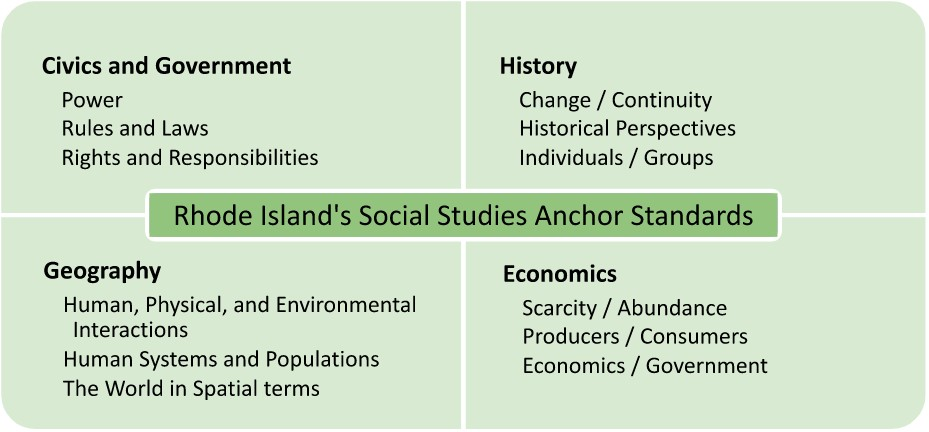 Civics and Government
Power
Rules and Laws
Rights and Responsibilities
History
Change / Continuity
Historical Perspectives
Individuals / Groups
Rhode Island's Social Studies Anchor Standards
Geography
Human, Physical, and Environmental
Interactions
Human Systems and Populations
The World in Spatial terms
Economics
Scarcity / Abundance
Producers / Consumers
Economics / Government